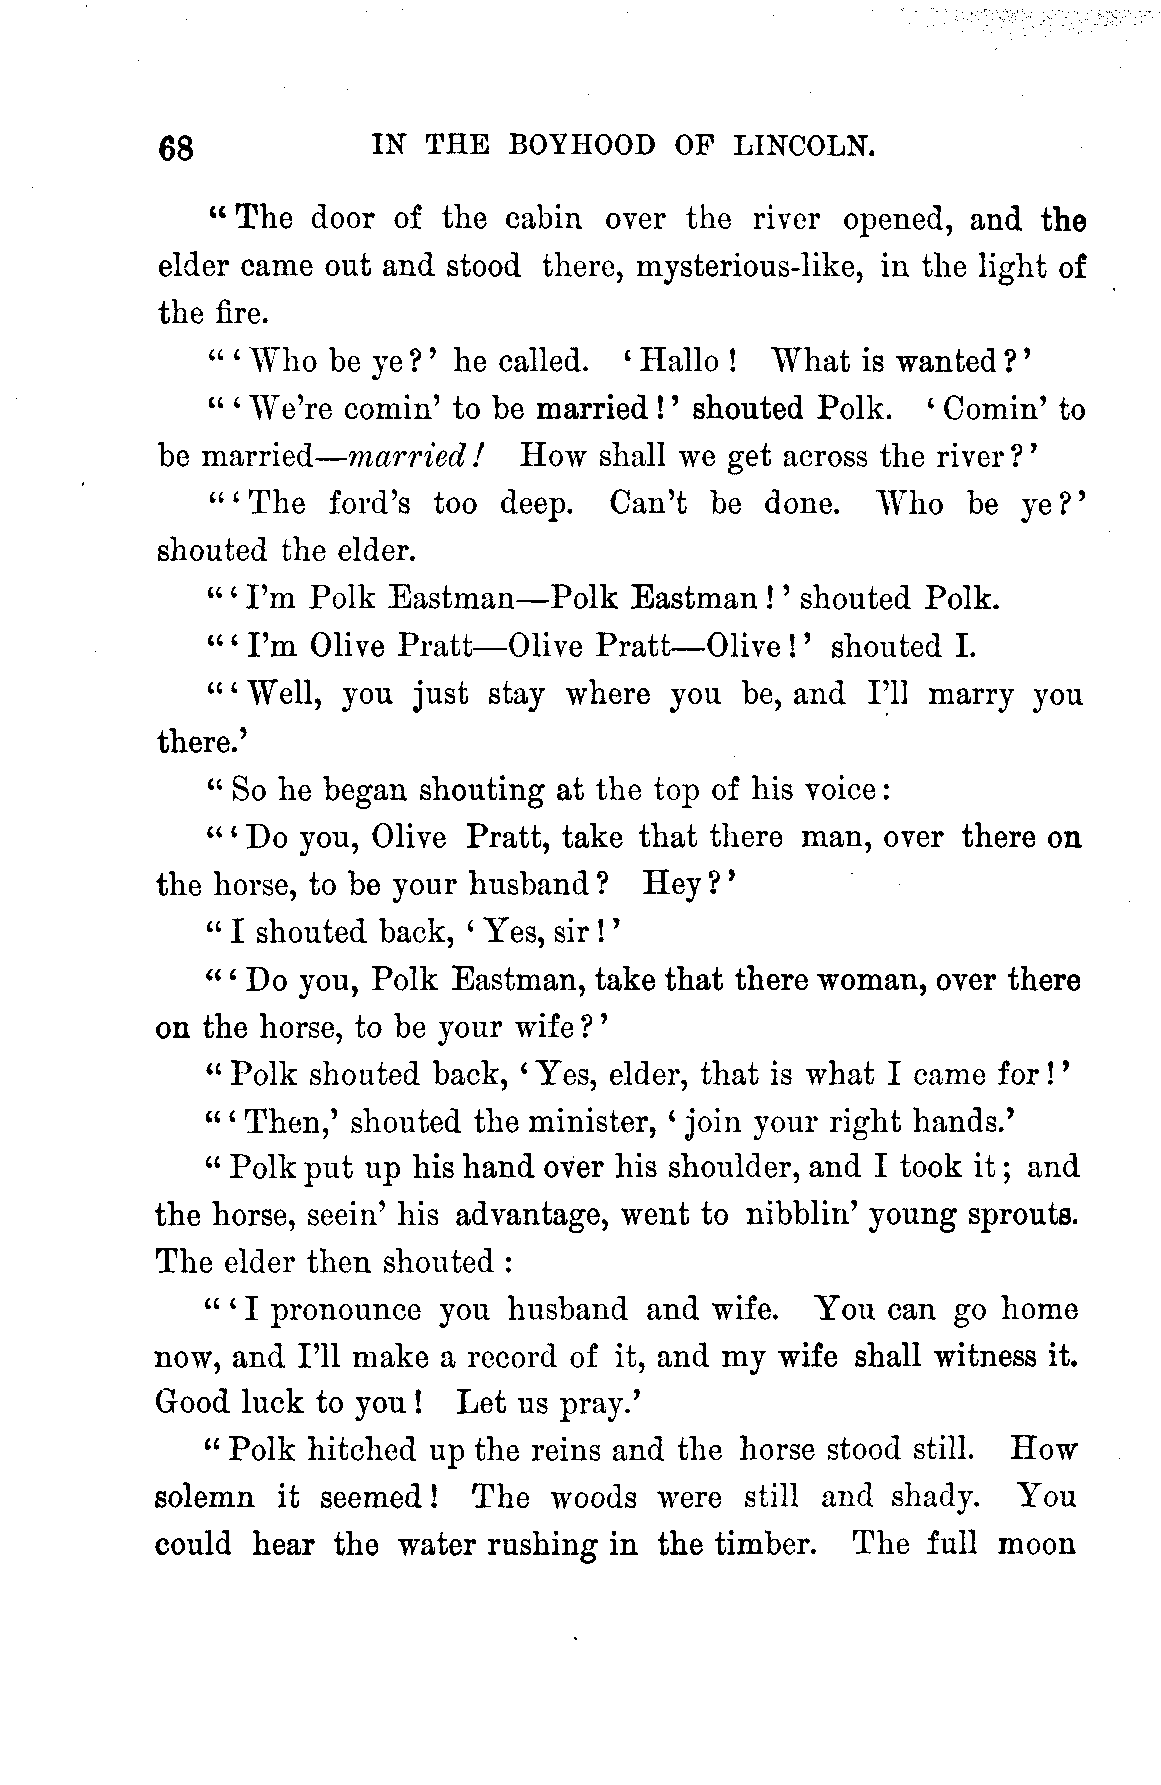 68 IN THE BOYHOOD OF LINCOLN.
“The door of the cabin over the river opened, and the
elder came out and stood there, mysterious-like, in the light of
the fire.
“‘Who be ye?’ he called. ‘Hallo! What is wanted?’
“‘We're comin’ to be married!’ shouted Polk. ‘Comin’ to
be married—married! How shall we get across the river?’
“‘The ford's too deep. Can't be done. Who be ye?’
shouted the elder.
“‘I'm Polk Eastman—Polk Eastman!’ shouted Polk.
“‘I'm Olive Pratt—Olive Pratt—Olive!’ shouted I.
“‘Well, you just stay where you be, and I'll marry you
there.’
“So he began shouting at the top of his voice:
“‘Do you, Olive Pratt, take that there man, over there on
the horse, to be your husband? Hey?’
“I shouted back, ‘Yes, sir!’
“‘Do you, Polk Eastman, take that there woman, over there
on the horse, to be your wife?’
“Polk shouted back, ‘Yes, elder, that is what I came for!’
“‘Then,’ shouted the minister, ‘join your right hands.’
“Polk put up his hand over his shoulder, and I took it; and
the horse, seein’ his advantage, went to nibblin’ young sprouts.
The elder then shouted:
“‘I pronounce you husband and wife. You can go home
now, and I'll make a record of it, and my wife shall witness it.
Good luck to you! Let us pray.’
“Polk hitched up the reins and the horse stood still. How
solemn it seemed! The woods were still and shady. You
could hear the water rushing in the timber. The full moon